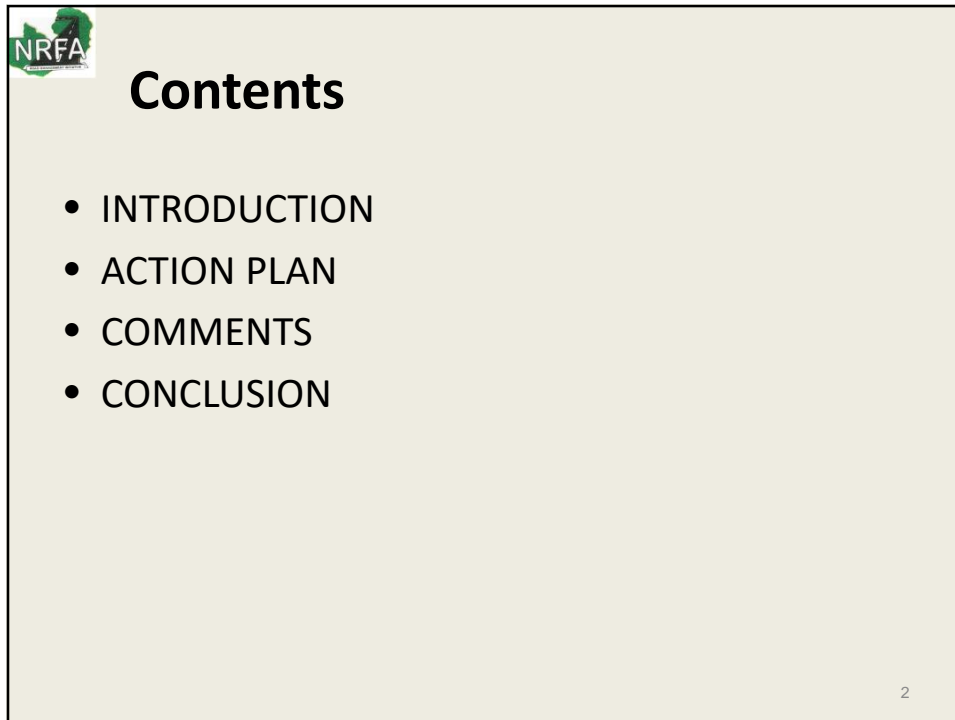 NRFA
Contents
• INTRODUCTION
• ACTION PLAN
• COMMENTS
• CONCLUSION
2